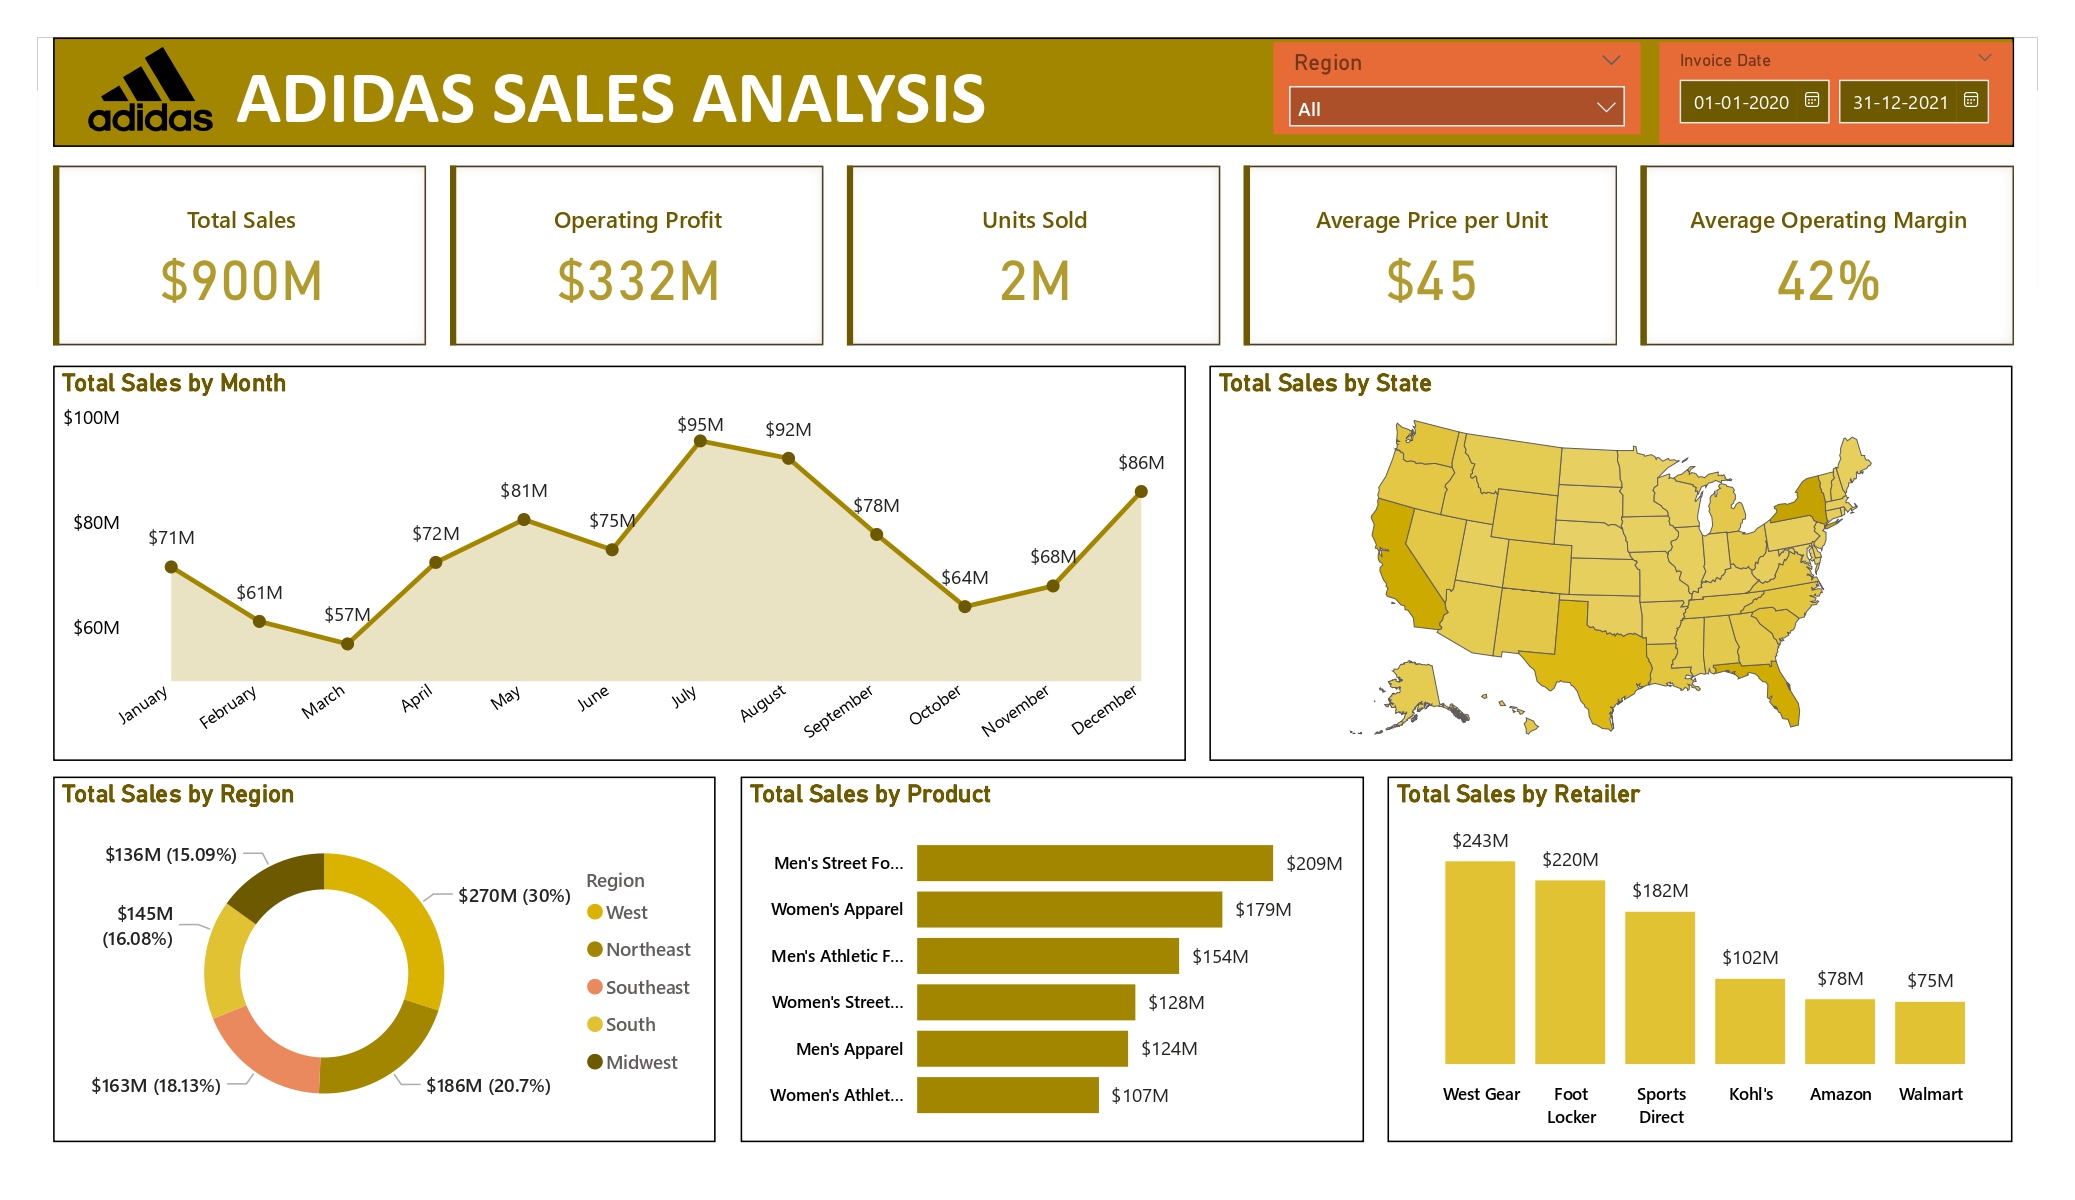 adidas
ADIDAS SALES ANALYSIS
Region
All
Invoice Date
01-01-2020
31-12-2021
Total Sales
$900M
Operating Profit
$332M
Units Sold
2M
Average Price per Unit
$45
Average Operating Margin
42%
Total Sales by Month
$100M
$80M
$60M
$71M
$61M
$57M
$72M
$81M
$75M
$95M
$92M
$78M
$64M
$68M
$86M
January
February
March
April
May
June
July
August
September
October
November
December
Total Sales by State
Total Sales by Region
$136M (15.09%)
$270M (30%)
$145M
(16.08%)
$163M (18.13%)
$186M (20.7%)
Region
West
Northeast
Southeast
South
Midwest
Total Sales by Product
Men's Street Fo... $209M
Women's Apparel $179M
Men's Athletic F... $154M
Women's Street... $128M
Men's Apparel $124M
Women's Athlet... $107M
Total Sales by Retailer
$243M
$220M
$182M
$102M
$78M
$75M
West Gear
Foot
Locker
Sports
Direct
Kohl's
Amazon
Walmart